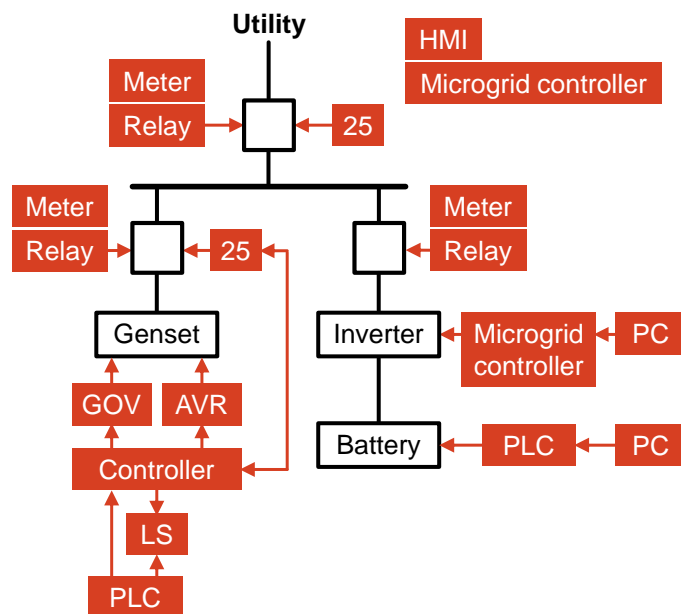 Utility
HMI
Microgrid controller
Meter
Relay
25
Meter
Relay
25
Meter
Relay
Genset
Inverter
Microgrid
controller
PC
GOV
AVR
Controller
Battery
PLC
PC
LS
PLC